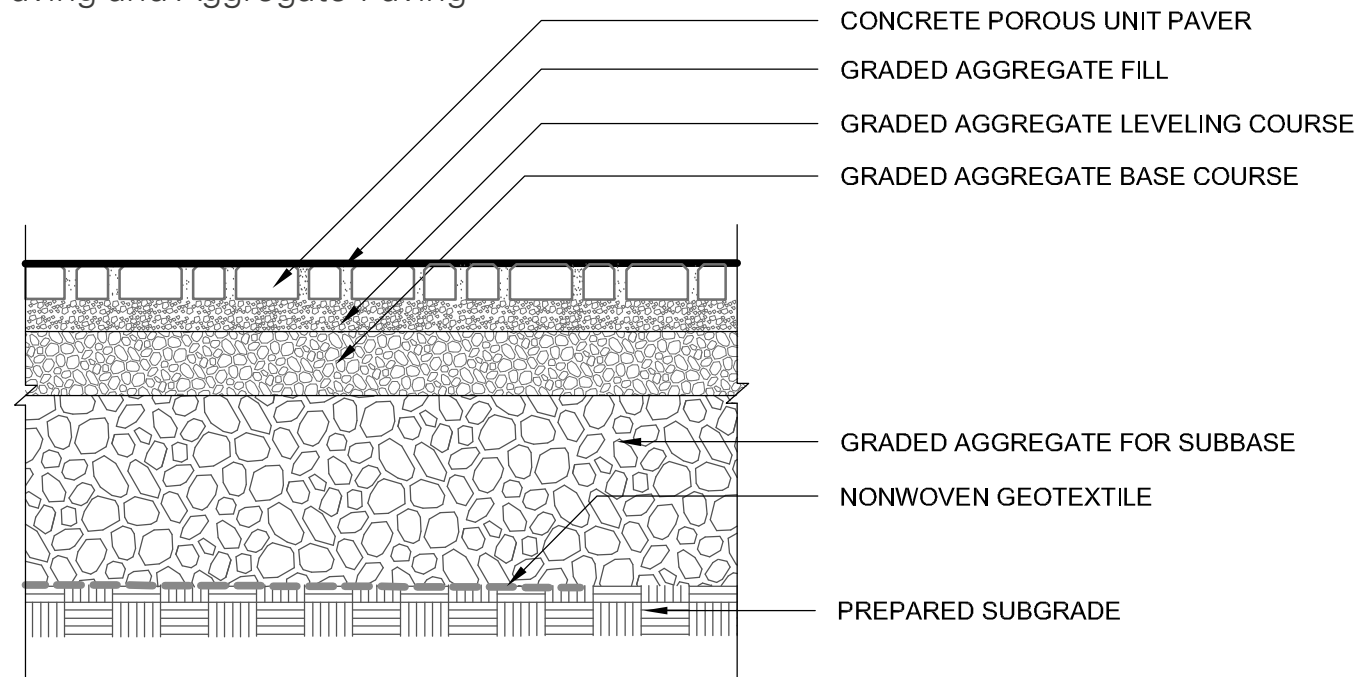 and Aggregate Paving
CONCRETE POROUS UNIT PAVER
GRADED AGGREGATE FILL
GRADED AGGREGATE LEVELING COURSE
GRADED AGGREGATE BASE COURSE
GRADED AGGREGATE FOR SUBBASE
NONWOVEN GEOTEXTILE
PREPARED SUBGRADE